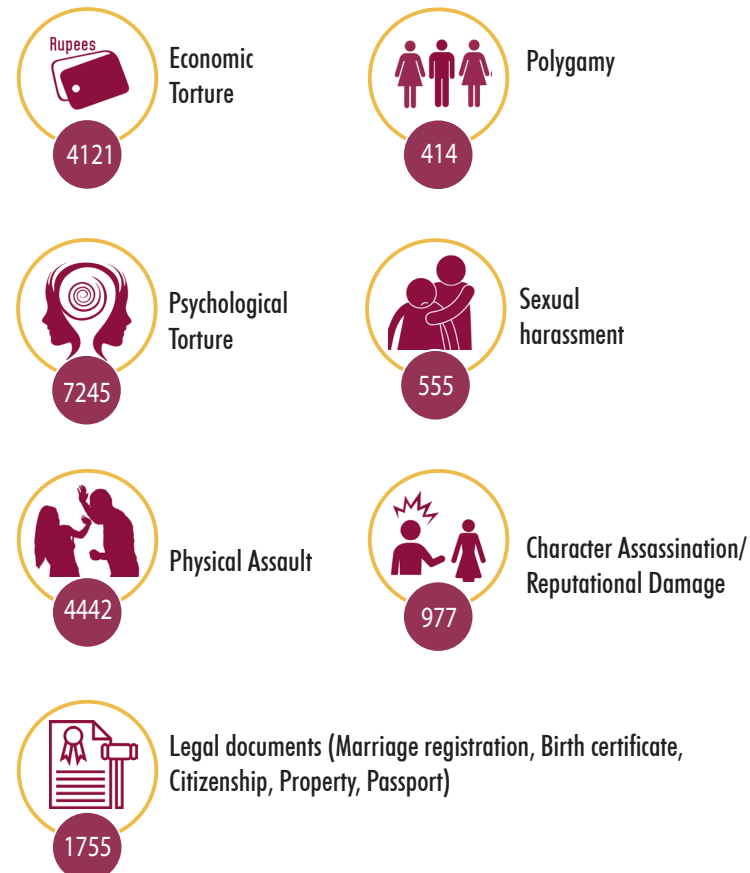 Rupees
Economic
Torture
4121
Polygamy
414
Psychological
Torture
7245
Sexual
harassment
555
Physical Assault
4442
Character Assassination/
Reputational Damage
977
Legal documents (Marriage registration, Birth certificate,
Citizenship, Property, Passport)
1755